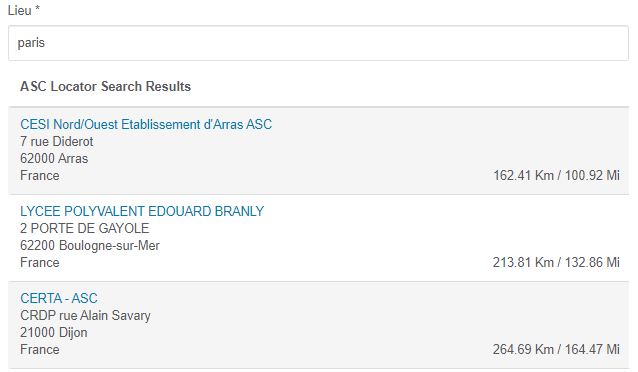 Lieu *
paris
ASC Locator Search Results
CESI Nord/Ouest Etablissement d'Arras ASC
7 rue Diderot
62000 Arras
France 162.41 Km / 100.92 Mi
LYCEE POLYVALENT EDOUARD BRANLY
2 PORTE DE GAYOLE
62200 Boulogne-sur-Mer
France 213.81 Km / 132.86 Mi
CERTA - ASC
CRDP rue Alain Savary
21000 Dijon
France 264.69 Km / 164.47 Mi